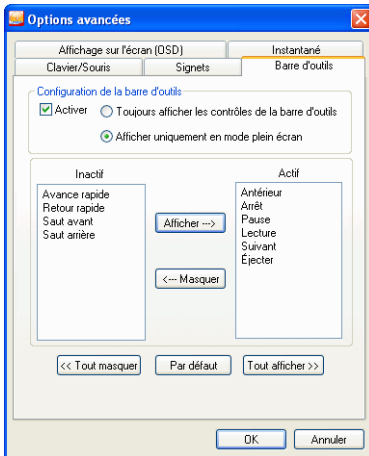 Options avancées
Affichage sur l'écran (OSD) Instantané
Clavier/Souris Signets Barre d'outils
Configuration de la barre d'outils
Activer Toujours afficher les contrôles de la barre d'outils
Afficher uniquement en mode plein écran
Inactif Actif
Avance rapide
Retour rapide
Saut avant
Saut arrière
Afficher --->
<--- Masquer
Antérieur
Arrêt
Pause
Lecture
Suivant
Éjecter
<< Tout masquer Par défaut Tout afficher >>
OK Annuler